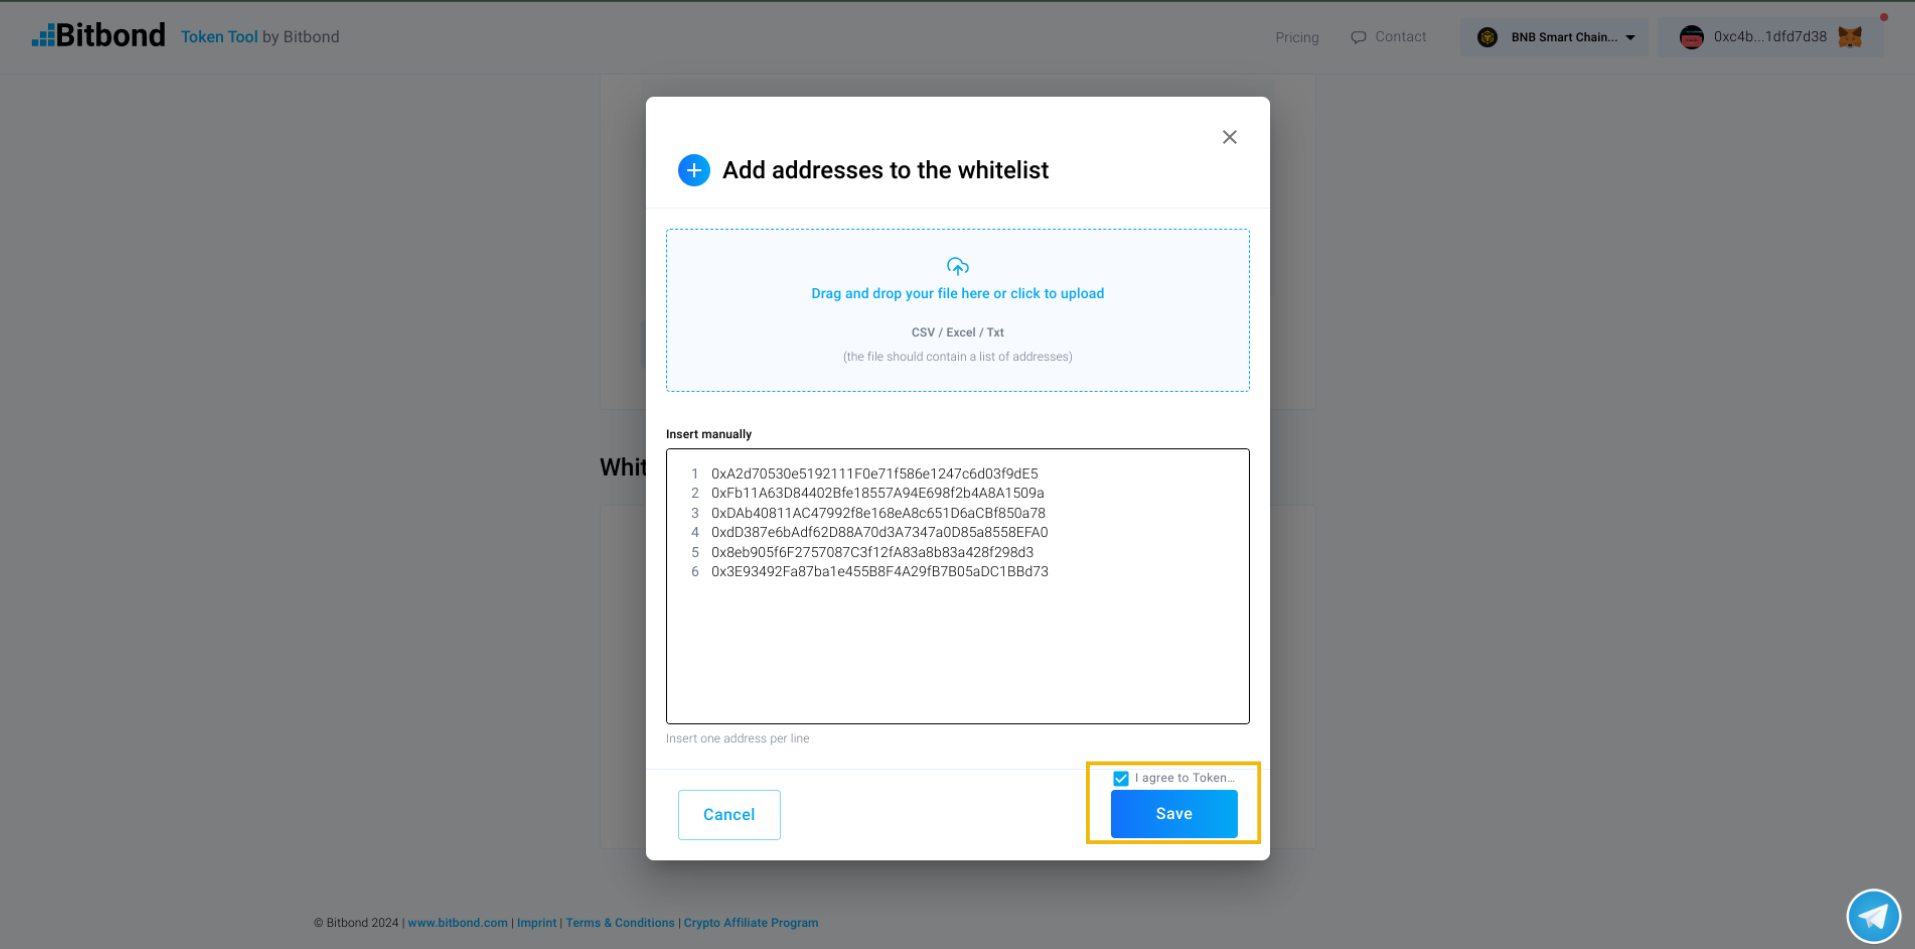 Bitbond Token Tool by Bitbond Pricing Contact BNB Smart Chain... 0xc4b...1dfd7d38
Add addresses to the whitelist
Drag and drop your file here or click to upload
CSV / Excel / Txt
(the file should contain a list of addresses)
Insert manually
Whit
1 0xA2d70530e5192111F0e71f586e1247c6d03f9dE5
2 0xFb11A63D84402Bfe18557A94E698f2b4A8A1509a
3 0xDAb40811AC47992f8e168eA8c651D6aCBf850a78
4 0xdD387e6bAdf62D88A70d3A7347a0D85a8558EFA0
5 0x8eb905f6F2757087C3f12fA83a8b83a428f298d3
6 0x3E93492Fa87ba1e455B8F4A29fB7B05aDC1BBd73
Insert one address per line
I agree to Token...
Cancel Save
© Bitbond 2024 | www.bitbond.com | Imprint | Terms & Conditions | Crypto Affiliate Program